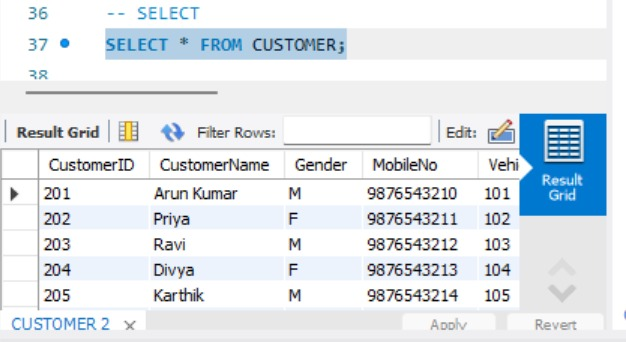 36 -- SELECT
37 SELECT * FROM CUSTOMER;
38
Result Grid Filter Rows: Edit:
CustomerID CustomerName Gender MobileNo Vehi
201 Arun Kumar M 9876543210 101
202 Priya F 9876543211 102
203 Ravi M 9876543212 103
204 Divya F 9876543213 104
205 Karthik M 9876543214 105
Result
Grid
CUSTOMER 2 Apply Revert